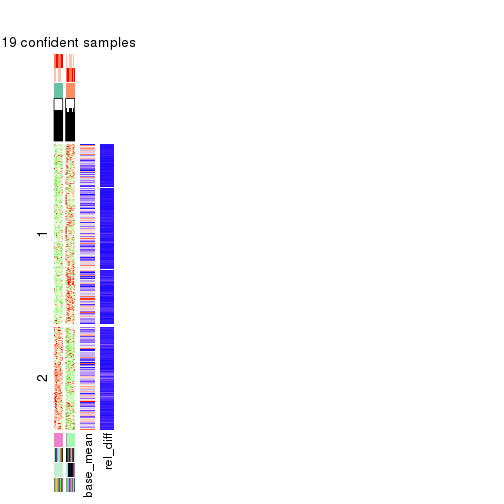 19 confident samples
1
2
base_mean
rel_diff